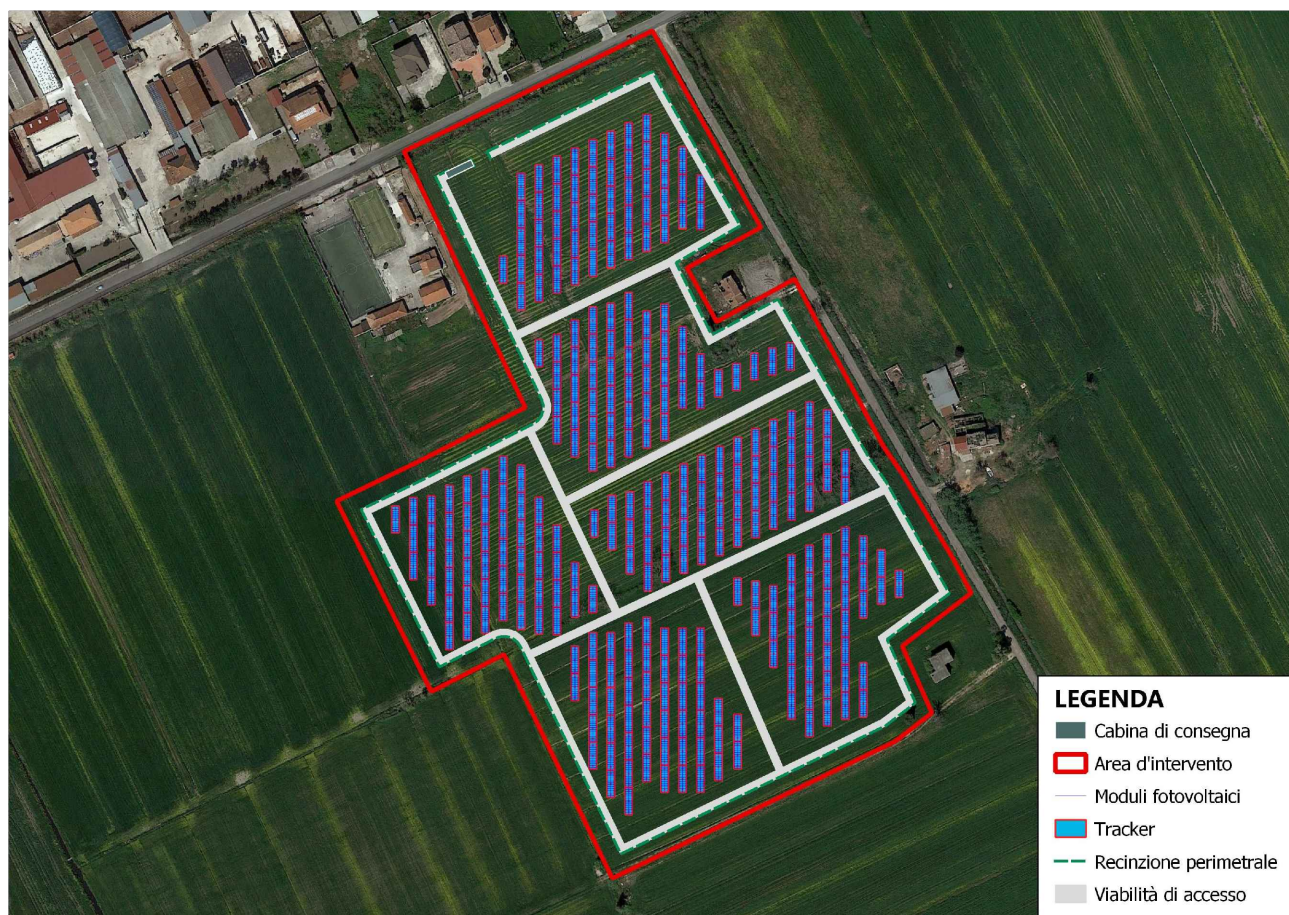 LEGENDA
Cabina di consegna
Area d'intervento
Moduli fotovoltaici
Tracker
Recinzione perimetrale
Viabilità di accesso